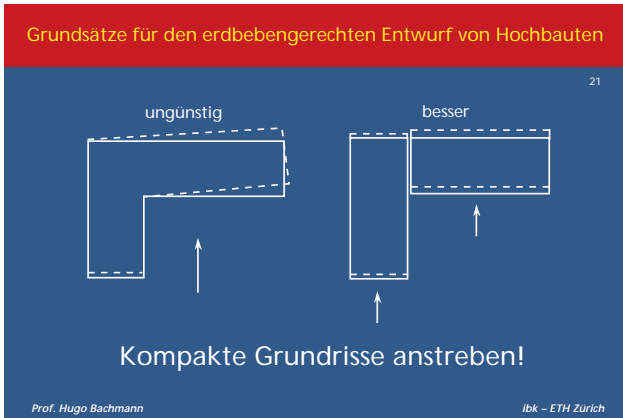 Grundsätze für den erdbebengerechten Entwurf von Hochbauten
21
ungünstig
besser
Kompakte Grundrisse anstreben!
Prof. Hugo Bachmann
ibk – ETH Zürich